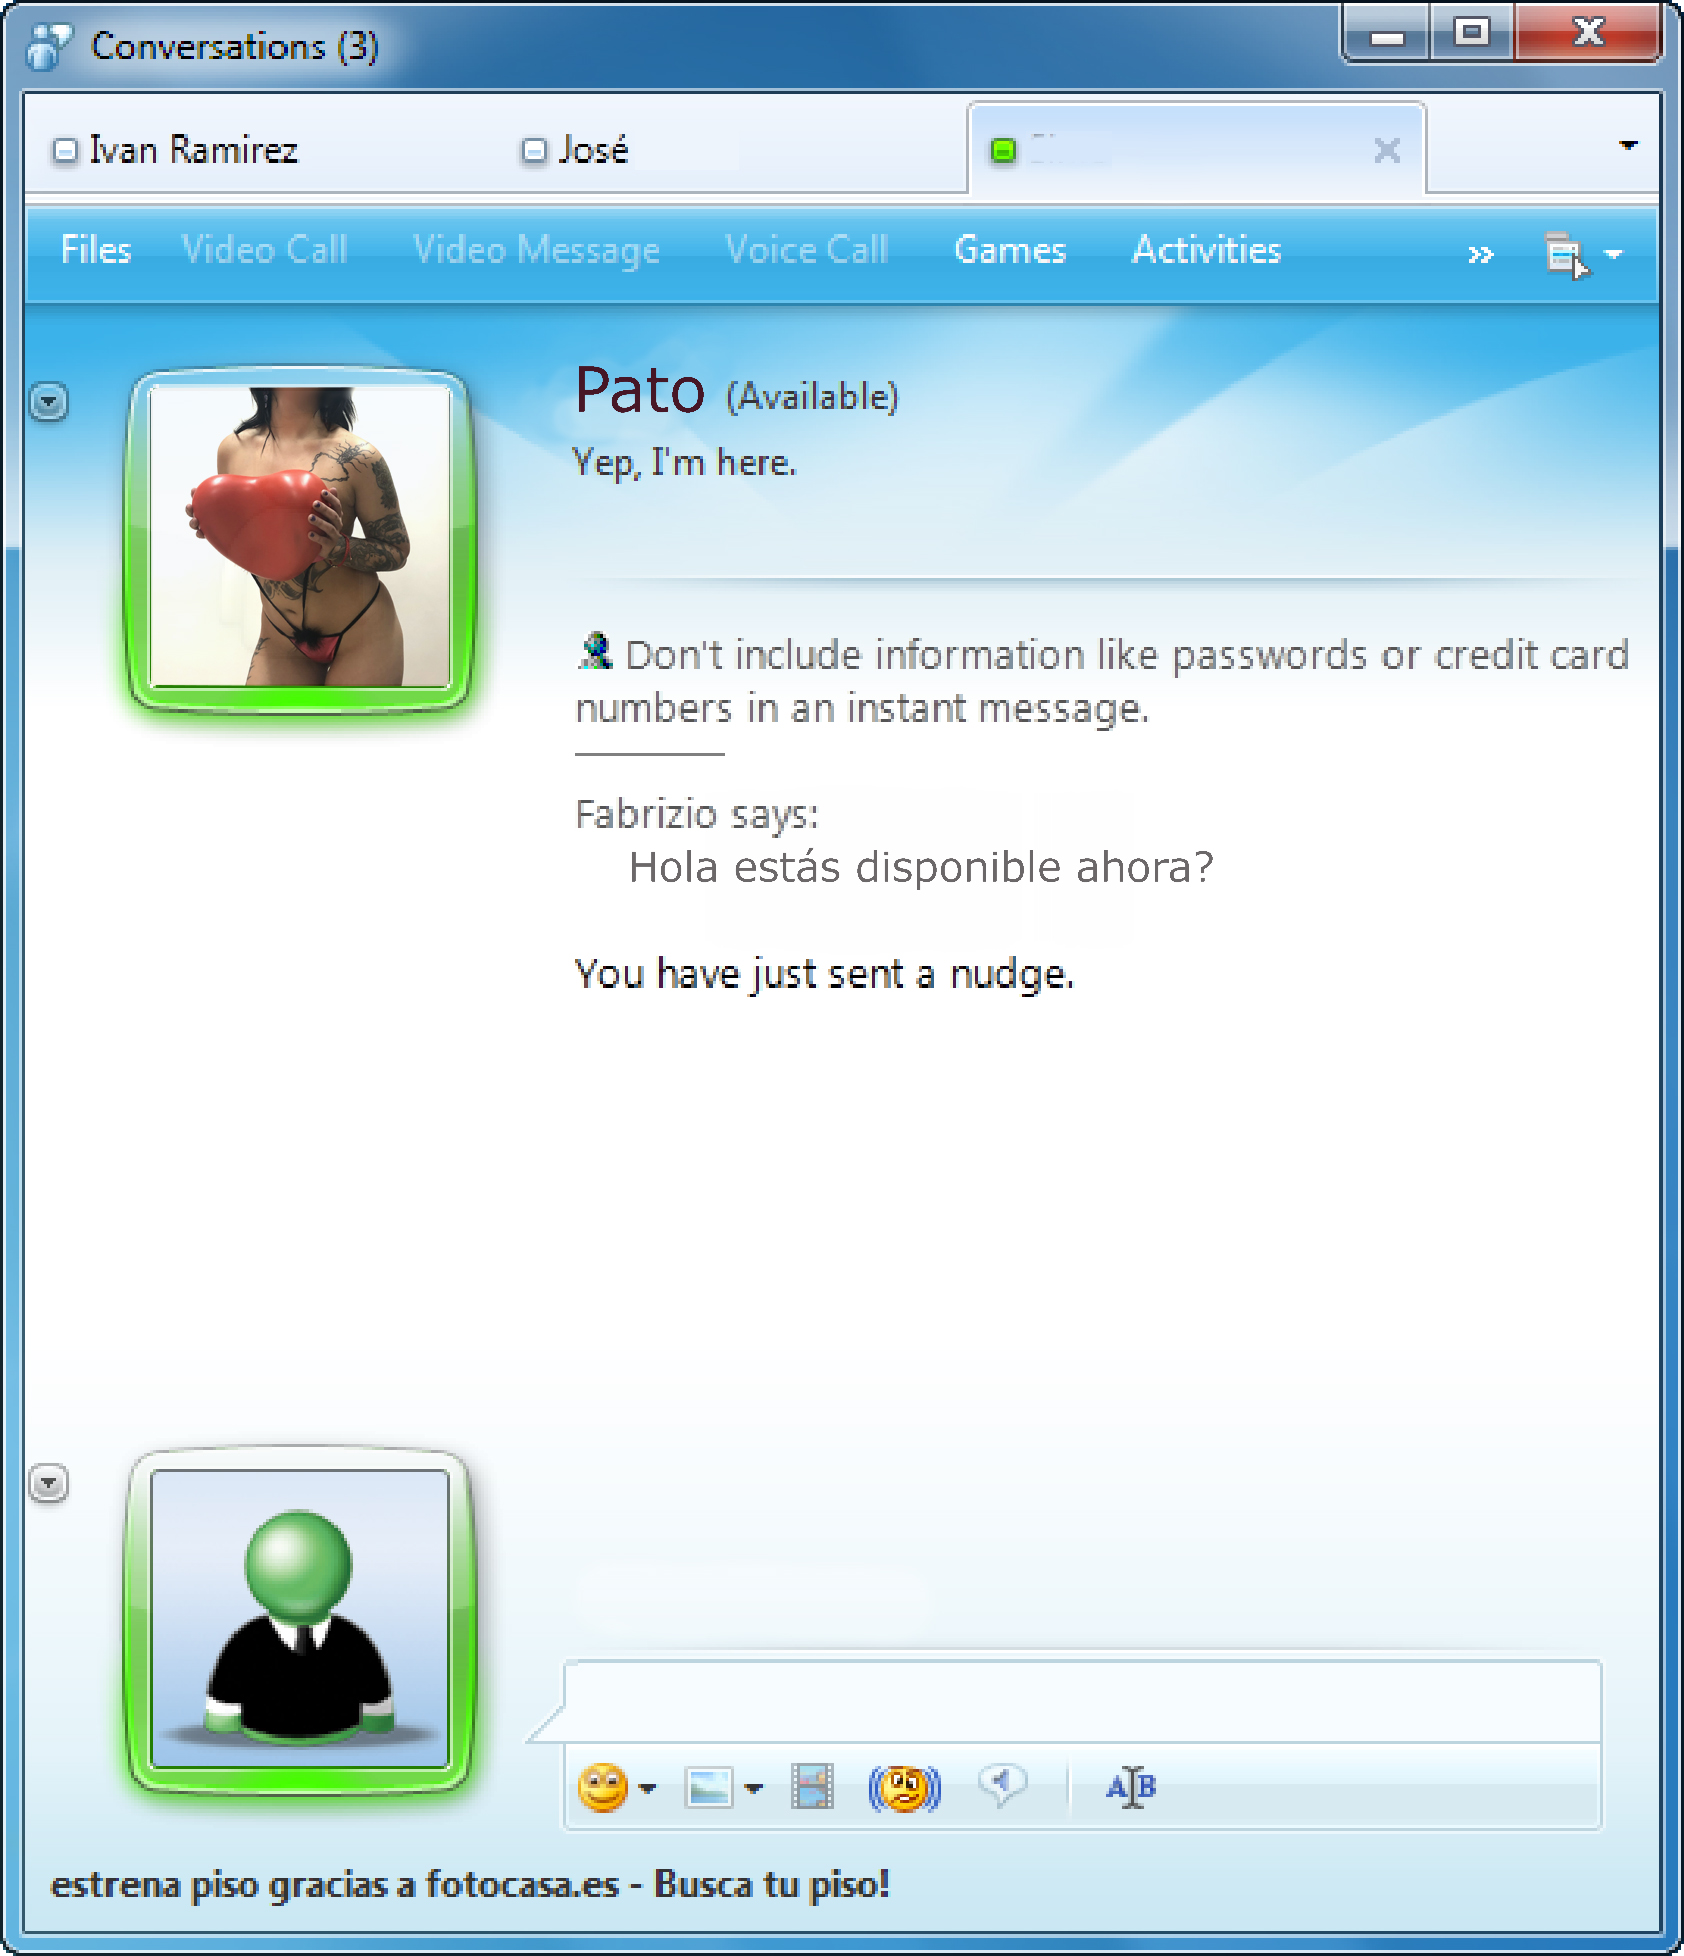 Conversations (3)
Ivan Ramirez
José
Files Video Call Video Message Voice Call Games Activities »
Pato (Available)
Yep, I'm here.
Don't include information like passwords or credit card
numbers in an instant message.
Fabrizio says:
Hola estás disponible ahora?
You have just sent a nudge.
AB
estrena piso gracias a fotocasa.es - Busca tu piso!